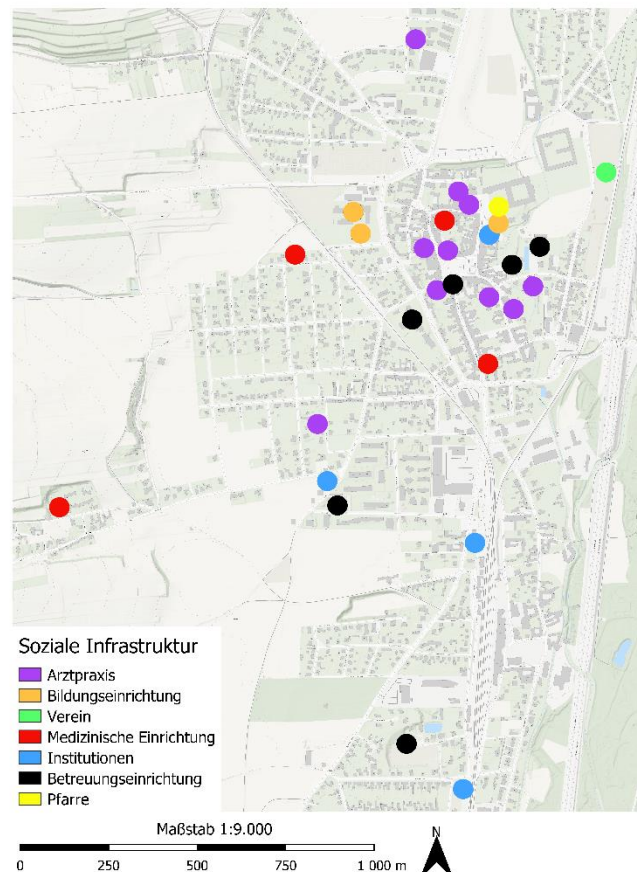 Soziale Infrastruktur
Arztpraxis
Bildungseinrichtung
Verein
Medizinische Einrichtung
Institutionen
Betreuungseinrichtung
Pfarre
Maßstab 1:9.000
N
0 250 500 750 1 000 m